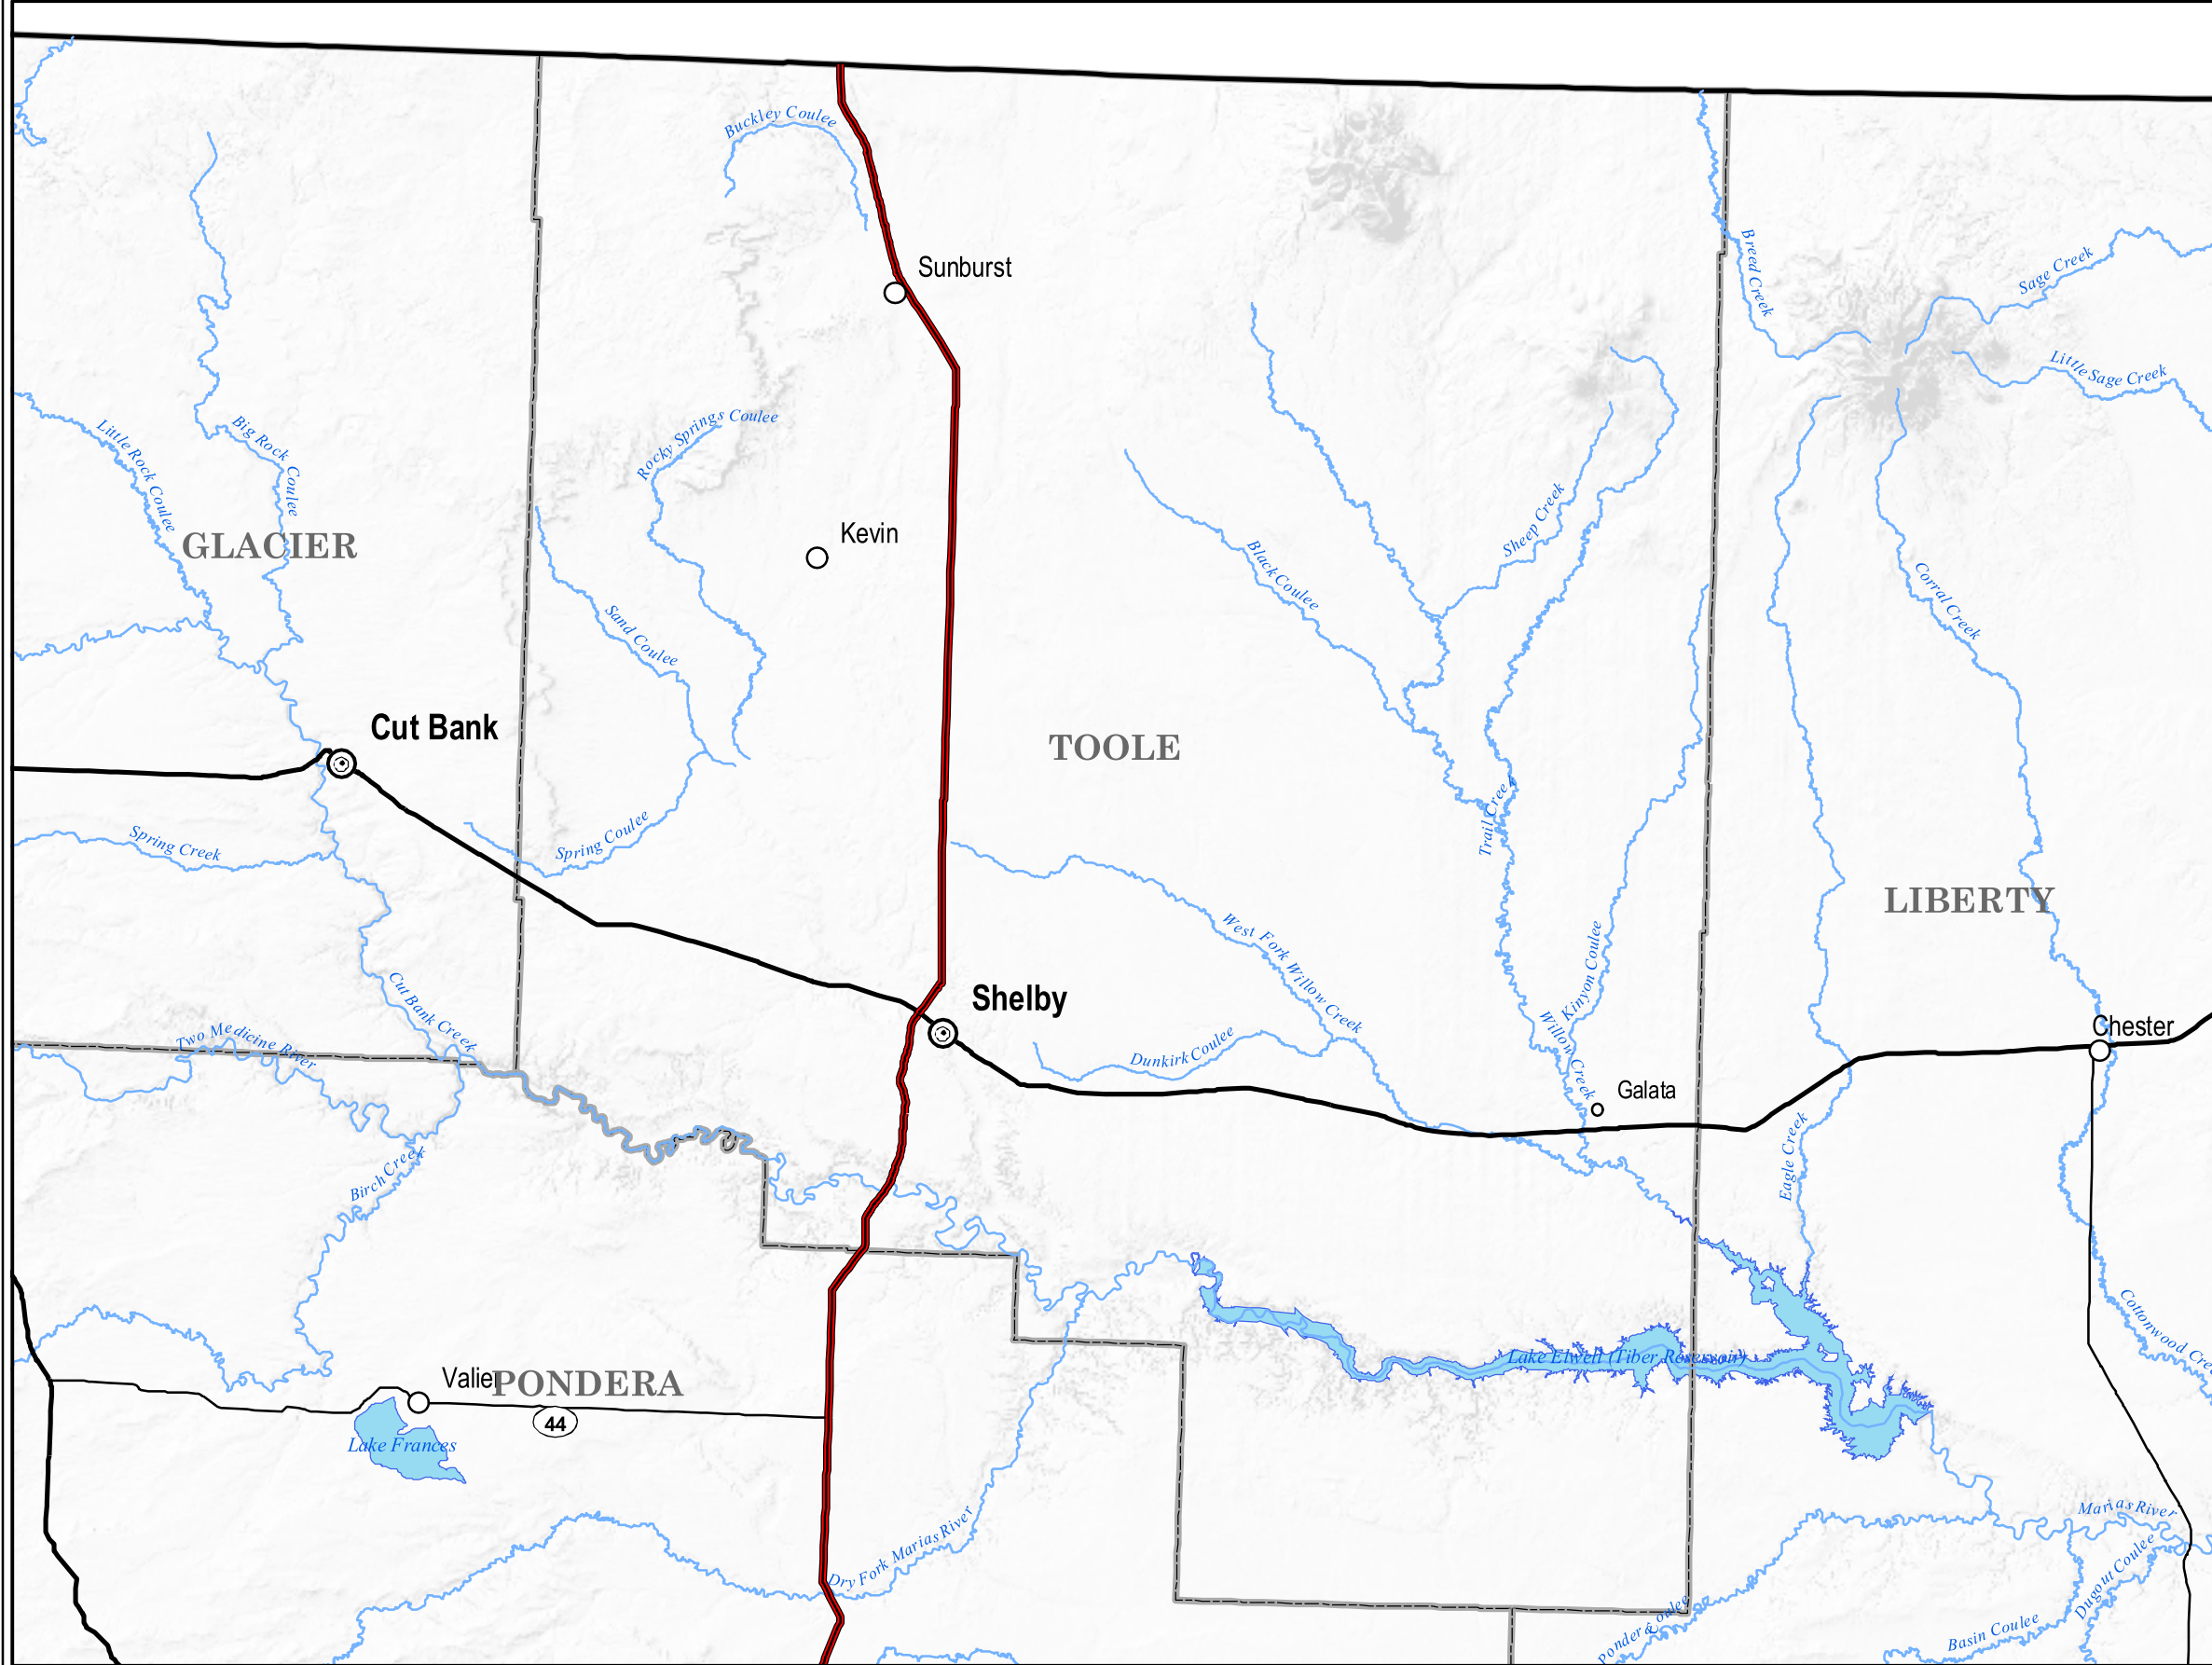 Buckley Coulee
Sunburst
Breed Creek
Sage Creek
Little Sage Creek
Rocky Springs Coulee
Little Rock Coulee
Big Rock Coulee
GLACIER
Kevin
Sheep Creek
Black Coulee
Corral Creek
Sand Coulee
Cut Bank
TOOLE
Trail Creek
Spring Creek
Spring Coulee
LIBERTY
West Fork Willow Creek
Kinyon Coulee
Cut Bank Creek
Shelby
Two Medicine River
Dunkirk Coulee
Willow Creek
Chester
Galata
Birch Creek
Eagle Creek
Cottonwood Cre
Lake Elwell (Tiber Reservoir)
Valier
PONDERA
44
Lake Frances
Marias River
Dry Fork Marias River
Dugout Coulee
Pondera Coulee
Basin Coulee